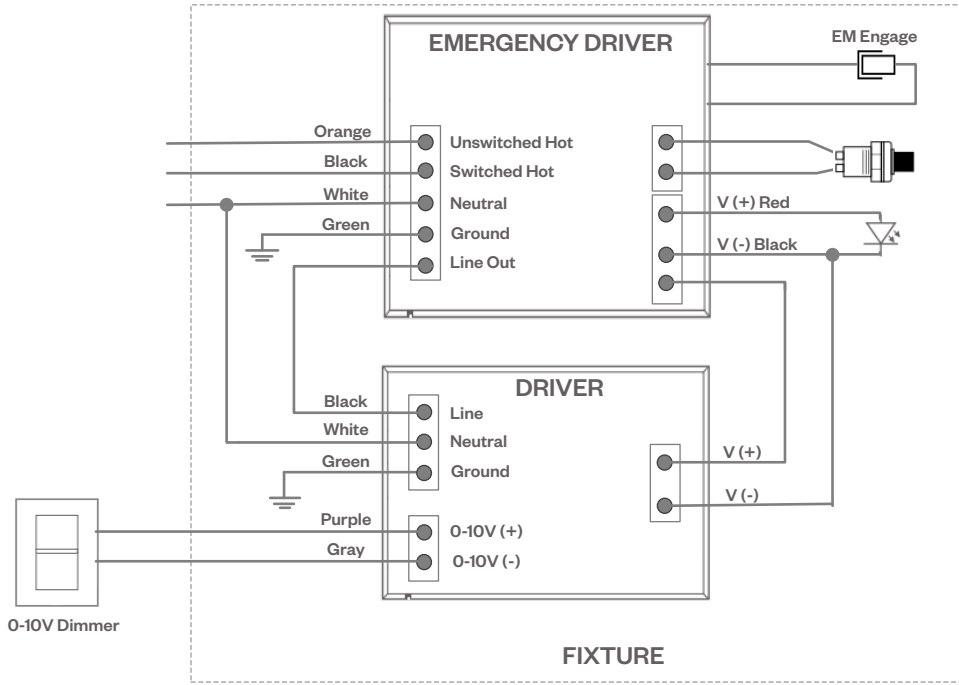 EMERGENCY DRIVER
EM Engage
Orange
Unswitched Hot
Black
Switched Hot
White
Neutral
V (+) Red
Green
Ground
V (-) Black
Line Out
DRIVER
Black
Line
White
Neutral
V (+)
Green
Ground
V (-)
Purple
0-10V (+)
Gray
0-10V (-)
0-10V Dimmer
FIXTURE